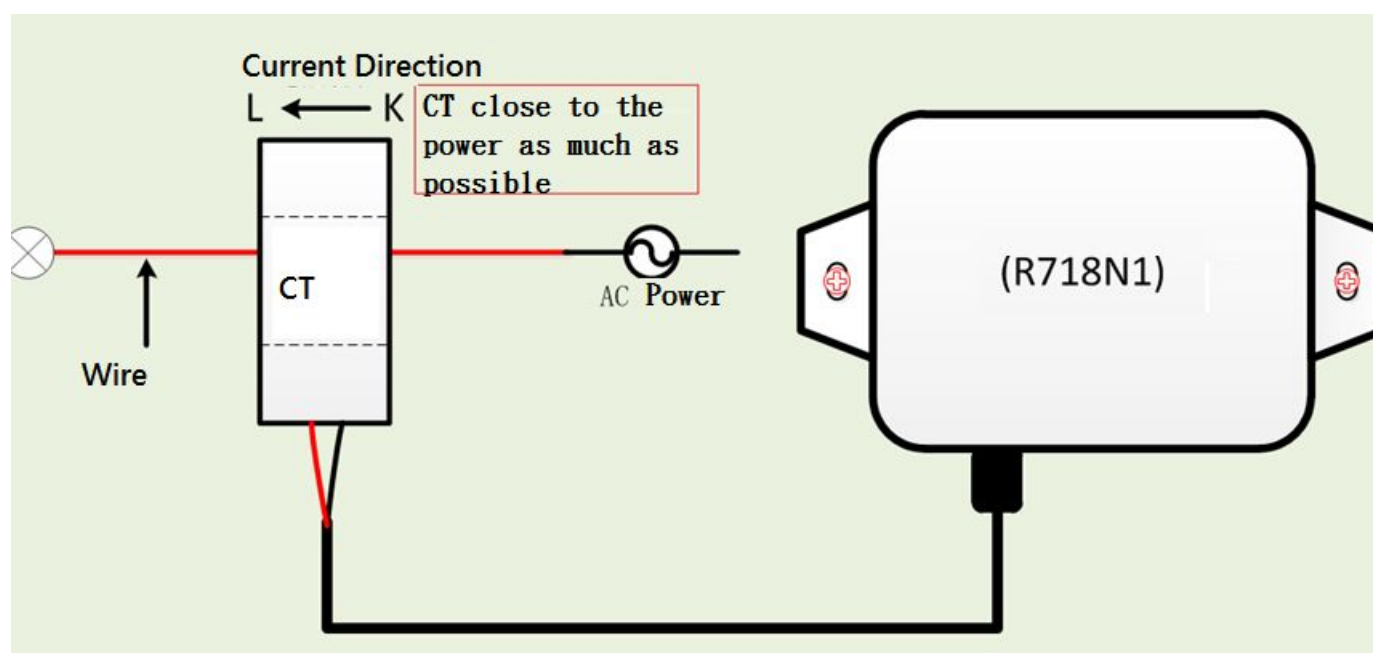 Current Direction
L K
CT close to the
power as much as
possible
CT
AC Power
Wire
(R718N1)